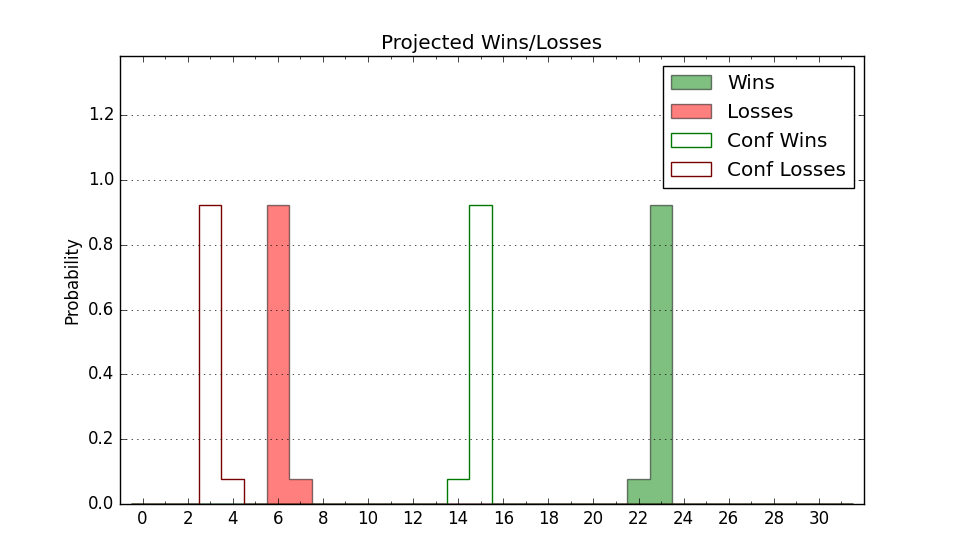 Projected Wins/Losses
Wins
Losses
Conf Wins
Conf Losses
Probability
1.2
1.0
0.8
0.6
0.4
0.2
0.0
0 2 4 6 8 10 12 14 16 18 20 22 24 26 28 30